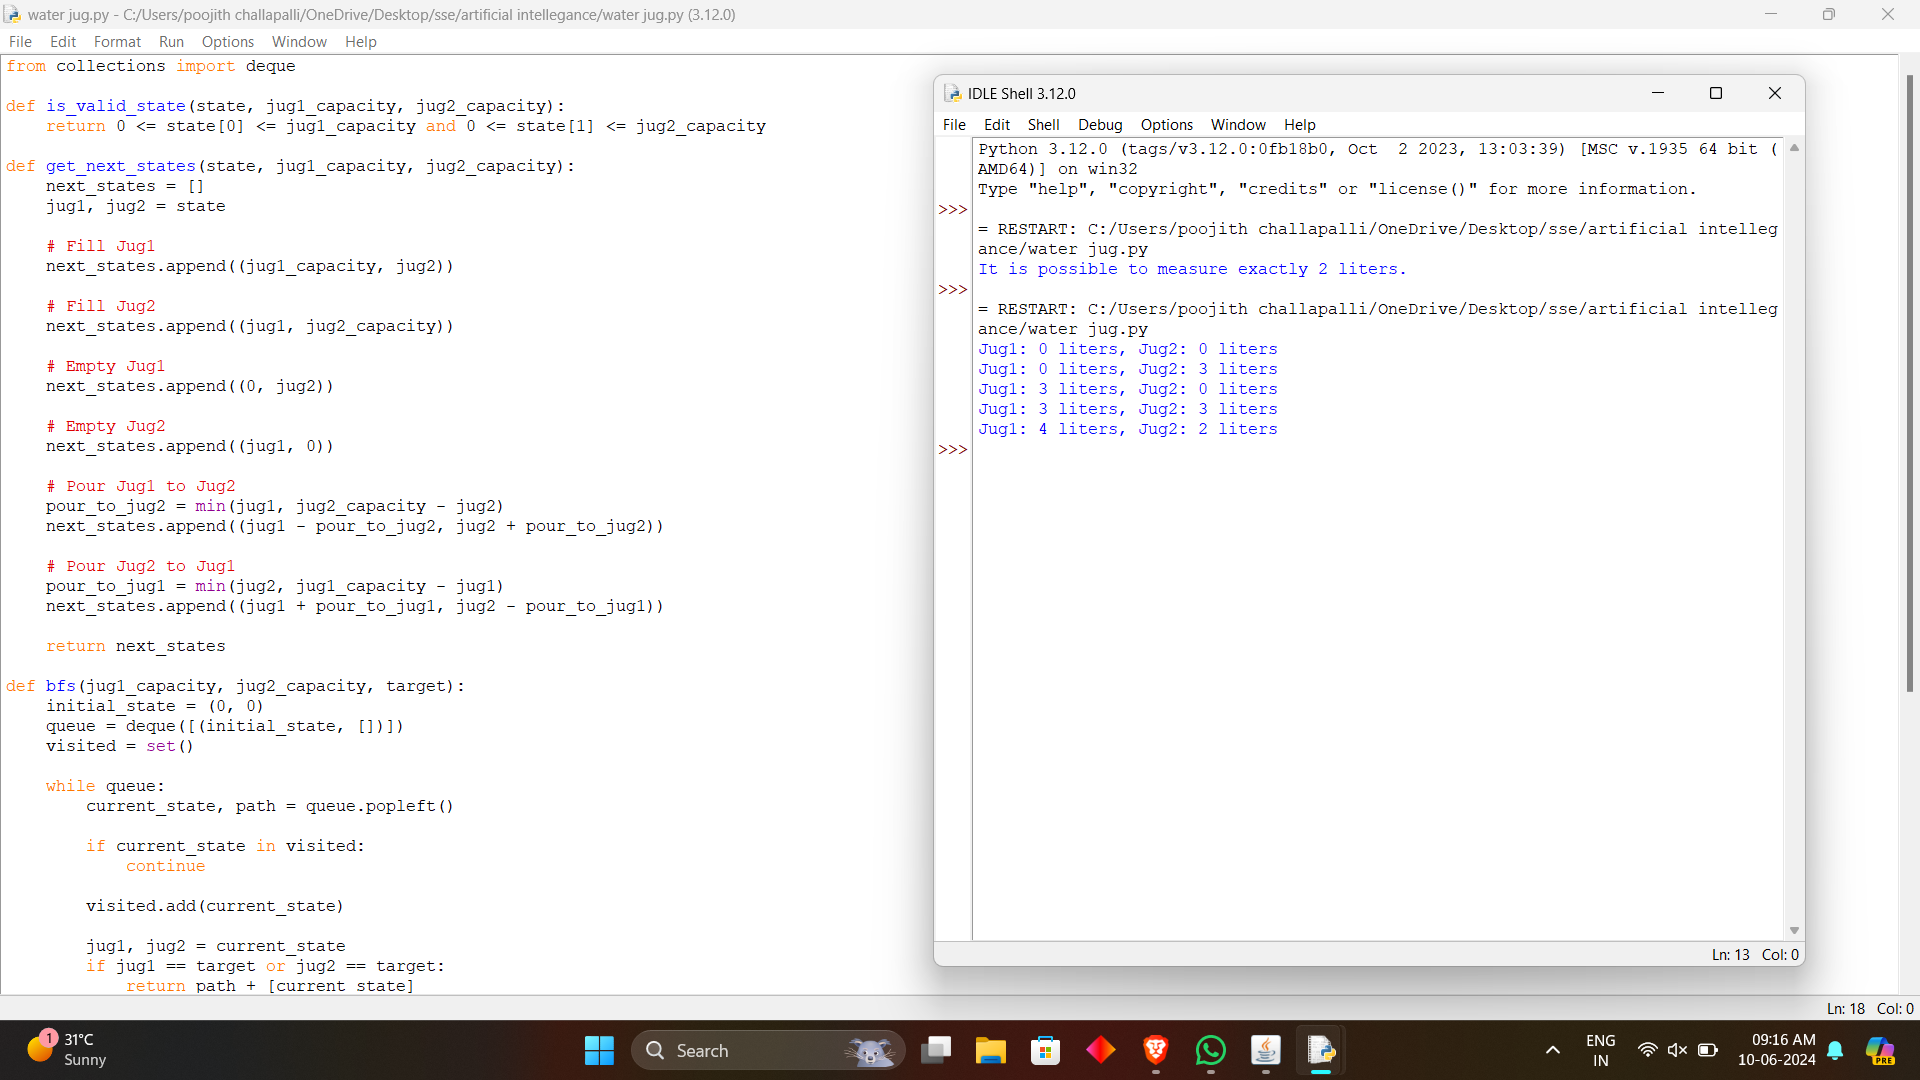 water jug.py - C:/Users/poojith challapalli/OneDrive/Desktop/sse/artificial intellegance/water jug.py (3.12.0)
File Edit Format Run Options Window Help
from collections import deque
def is_valid_state(state, jug1_capacity, jug2_capacity):
    return 0 <= state[0] <= jug1_capacity and 0 <= state[1] <= jug2_capacity
def get_next_states(state, jug1_capacity, jug2_capacity):
    next_states = []
    jug1, jug2 = state
    # Fill Jug1
    next_states.append((jug1_capacity, jug2))
    # Fill Jug2
    next_states.append((jug1, jug2_capacity))
    # Empty Jug1
    next_states.append((0, jug2))
    # Empty Jug2
    next_states.append((jug1, 0))
    # Pour Jug1 to Jug2
    pour_to_jug2 = min(jug1, jug2_capacity - jug2)
    next_states.append((jug1 - pour_to_jug2, jug2 + pour_to_jug2))
    # Pour Jug2 to Jug1
    pour_to_jug1 = min(jug2, jug1_capacity - jug1)
    next_states.append((jug1 + pour_to_jug1, jug2 - pour_to_jug1))
    return next_states
def bfs(jug1_capacity, jug2_capacity, target):
    initial_state = (0, 0)
    queue = deque([(initial_state, [])])
    visited = set()
    while queue:
        current_state, path = queue.popleft()
        if current_state in visited:
            continue
        visited.add(current_state)
        jug1, jug2 = current_state
        if jug1 == target or jug2 == target:
            return path + [current_state]
IDLE Shell 3.12.0
File Edit Shell Debug Options Window Help
Python 3.12.0 (tags/v3.12.0:0fb18b0, Oct  2 2023, 13:03:39) [MSC v.1935 64 bit (
AMD64)] on win32
Type "help", "copyright", "credits" or "license()" for more information.
>>>
= RESTART: C:/Users/poojith challapalli/OneDrive/Desktop/sse/artificial intelleg
ance/water jug.py
It is possible to measure exactly 2 liters.
>>>
= RESTART: C:/Users/poojith challapalli/OneDrive/Desktop/sse/artificial intelleg
ance/water jug.py
Jug1: 0 liters, Jug2: 0 liters
Jug1: 0 liters, Jug2: 3 liters
Jug1: 3 liters, Jug2: 0 liters
Jug1: 3 liters, Jug2: 3 liters
Jug1: 4 liters, Jug2: 2 liters
>>>
Ln: 13 Col: 0
Ln: 18 Col: 0
1
31°C
Sunny
Search
ENG
IN
09:16 AM
10-06-2024
PRE